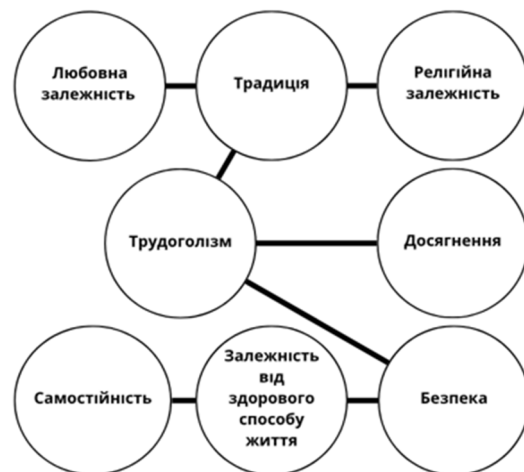 Любовна
залежність
Традиція
Релігійна
залежність
Трудоголізм
Досягнення
Самостійність
Залежність
від
здорового
способу
життя
Безпека